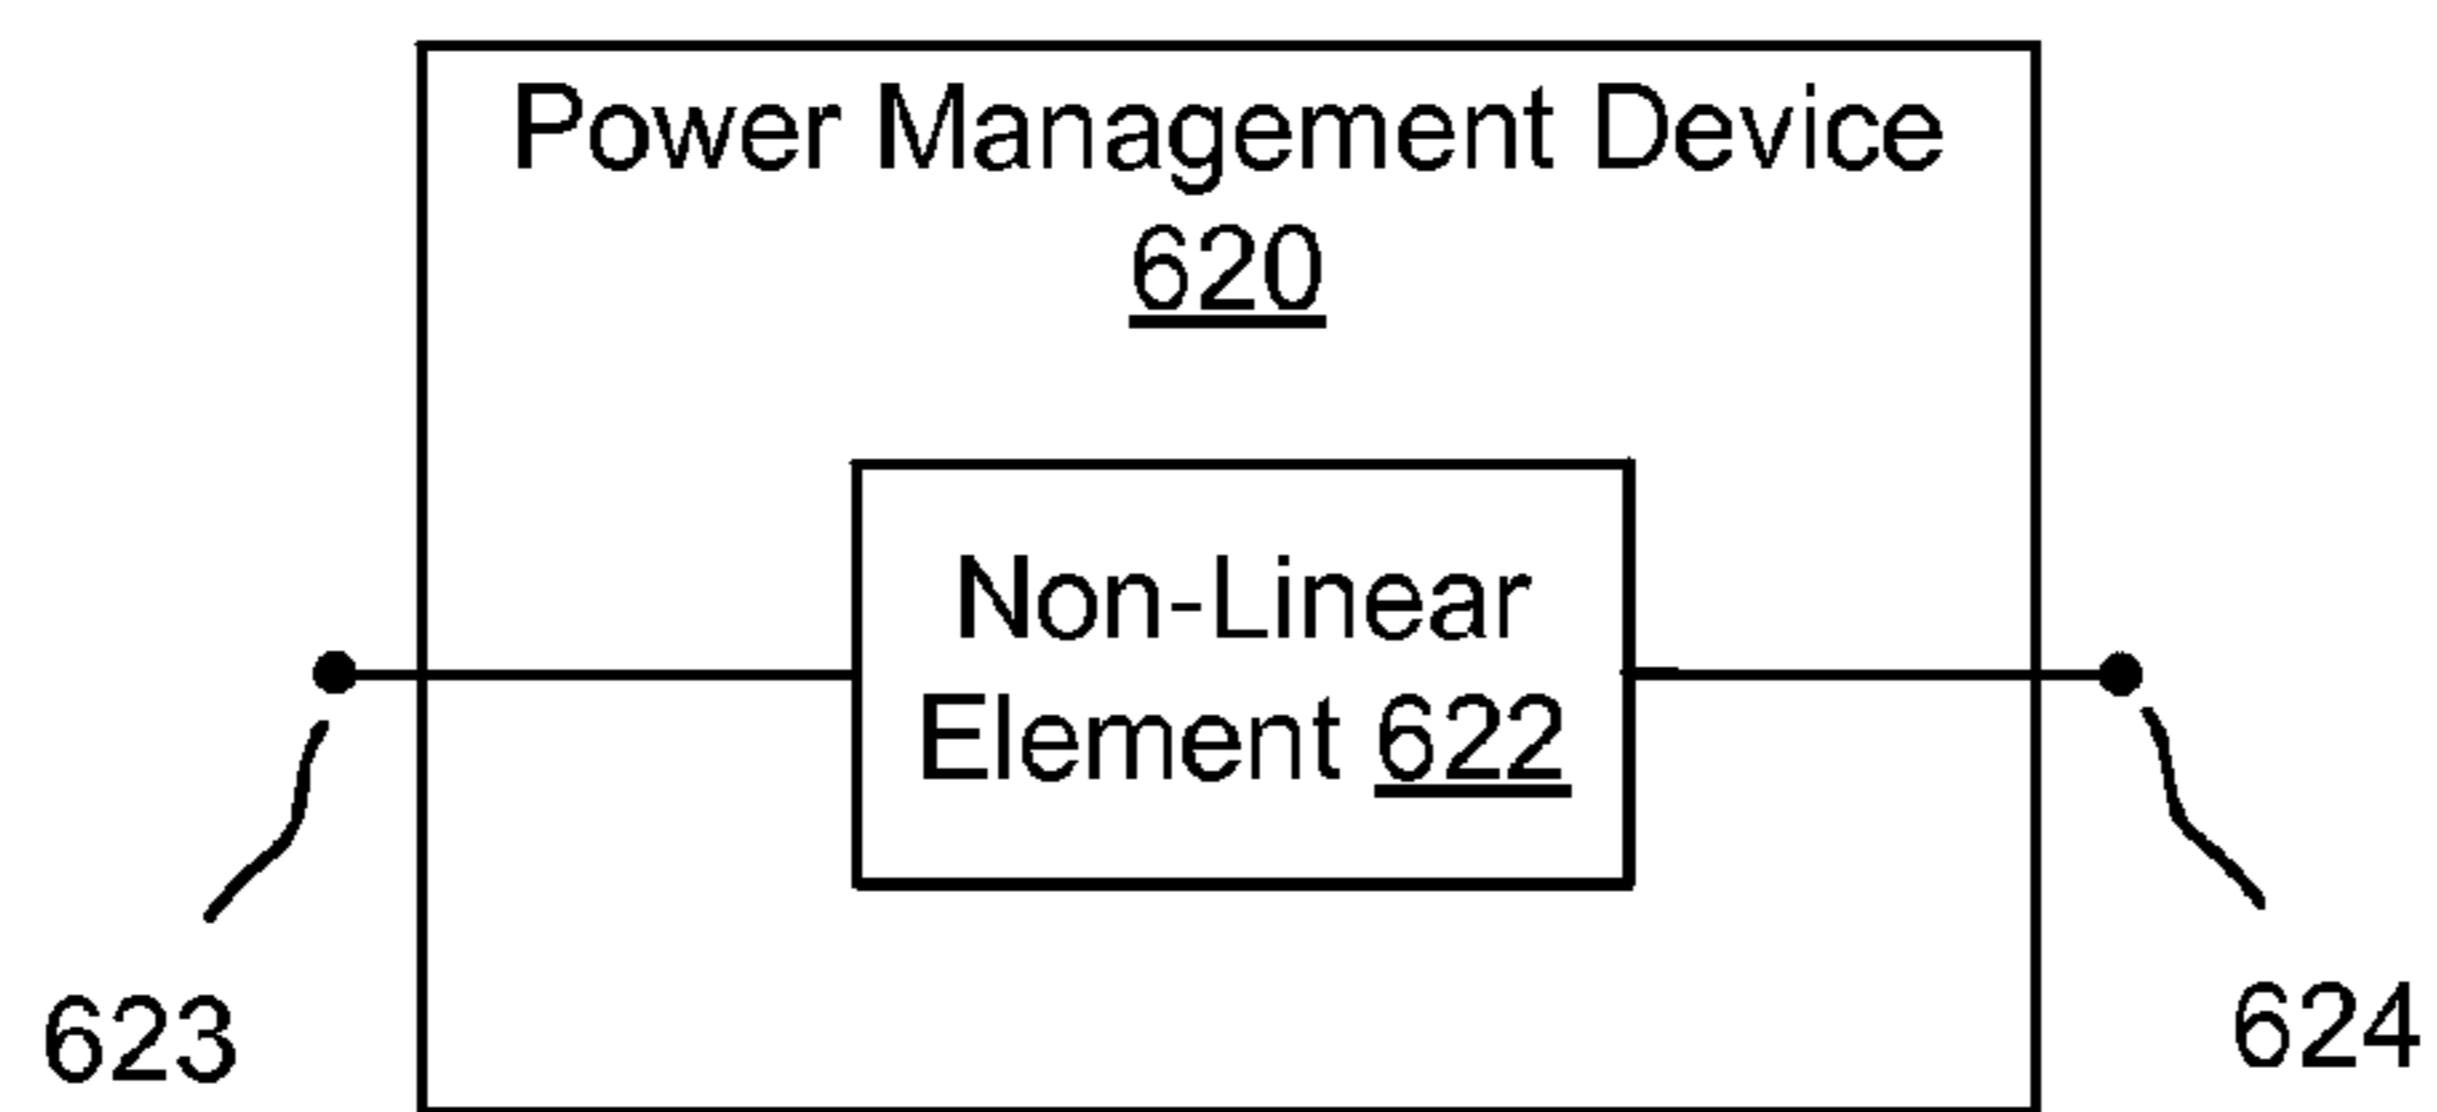 Power Management Device
620
Non-Linear
Element 622
623
624